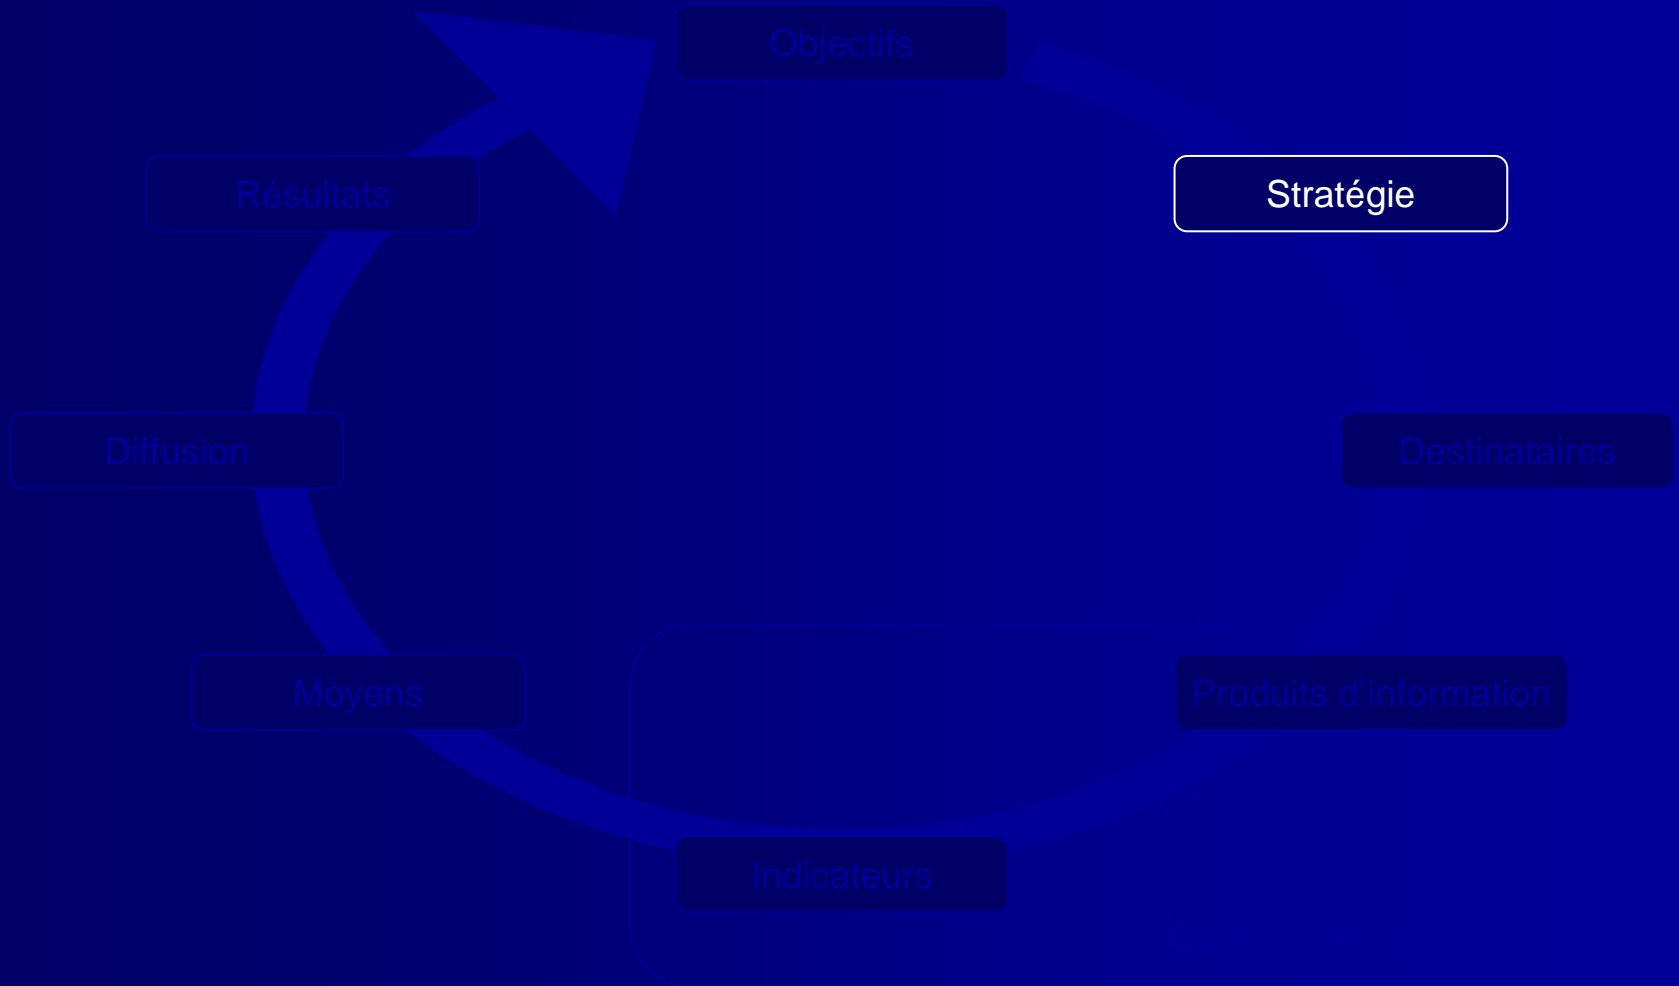 Objectifs
Résultats
Stratégie
Diffusion
Destinataires
Moyens
Produits d'information
Indicateurs